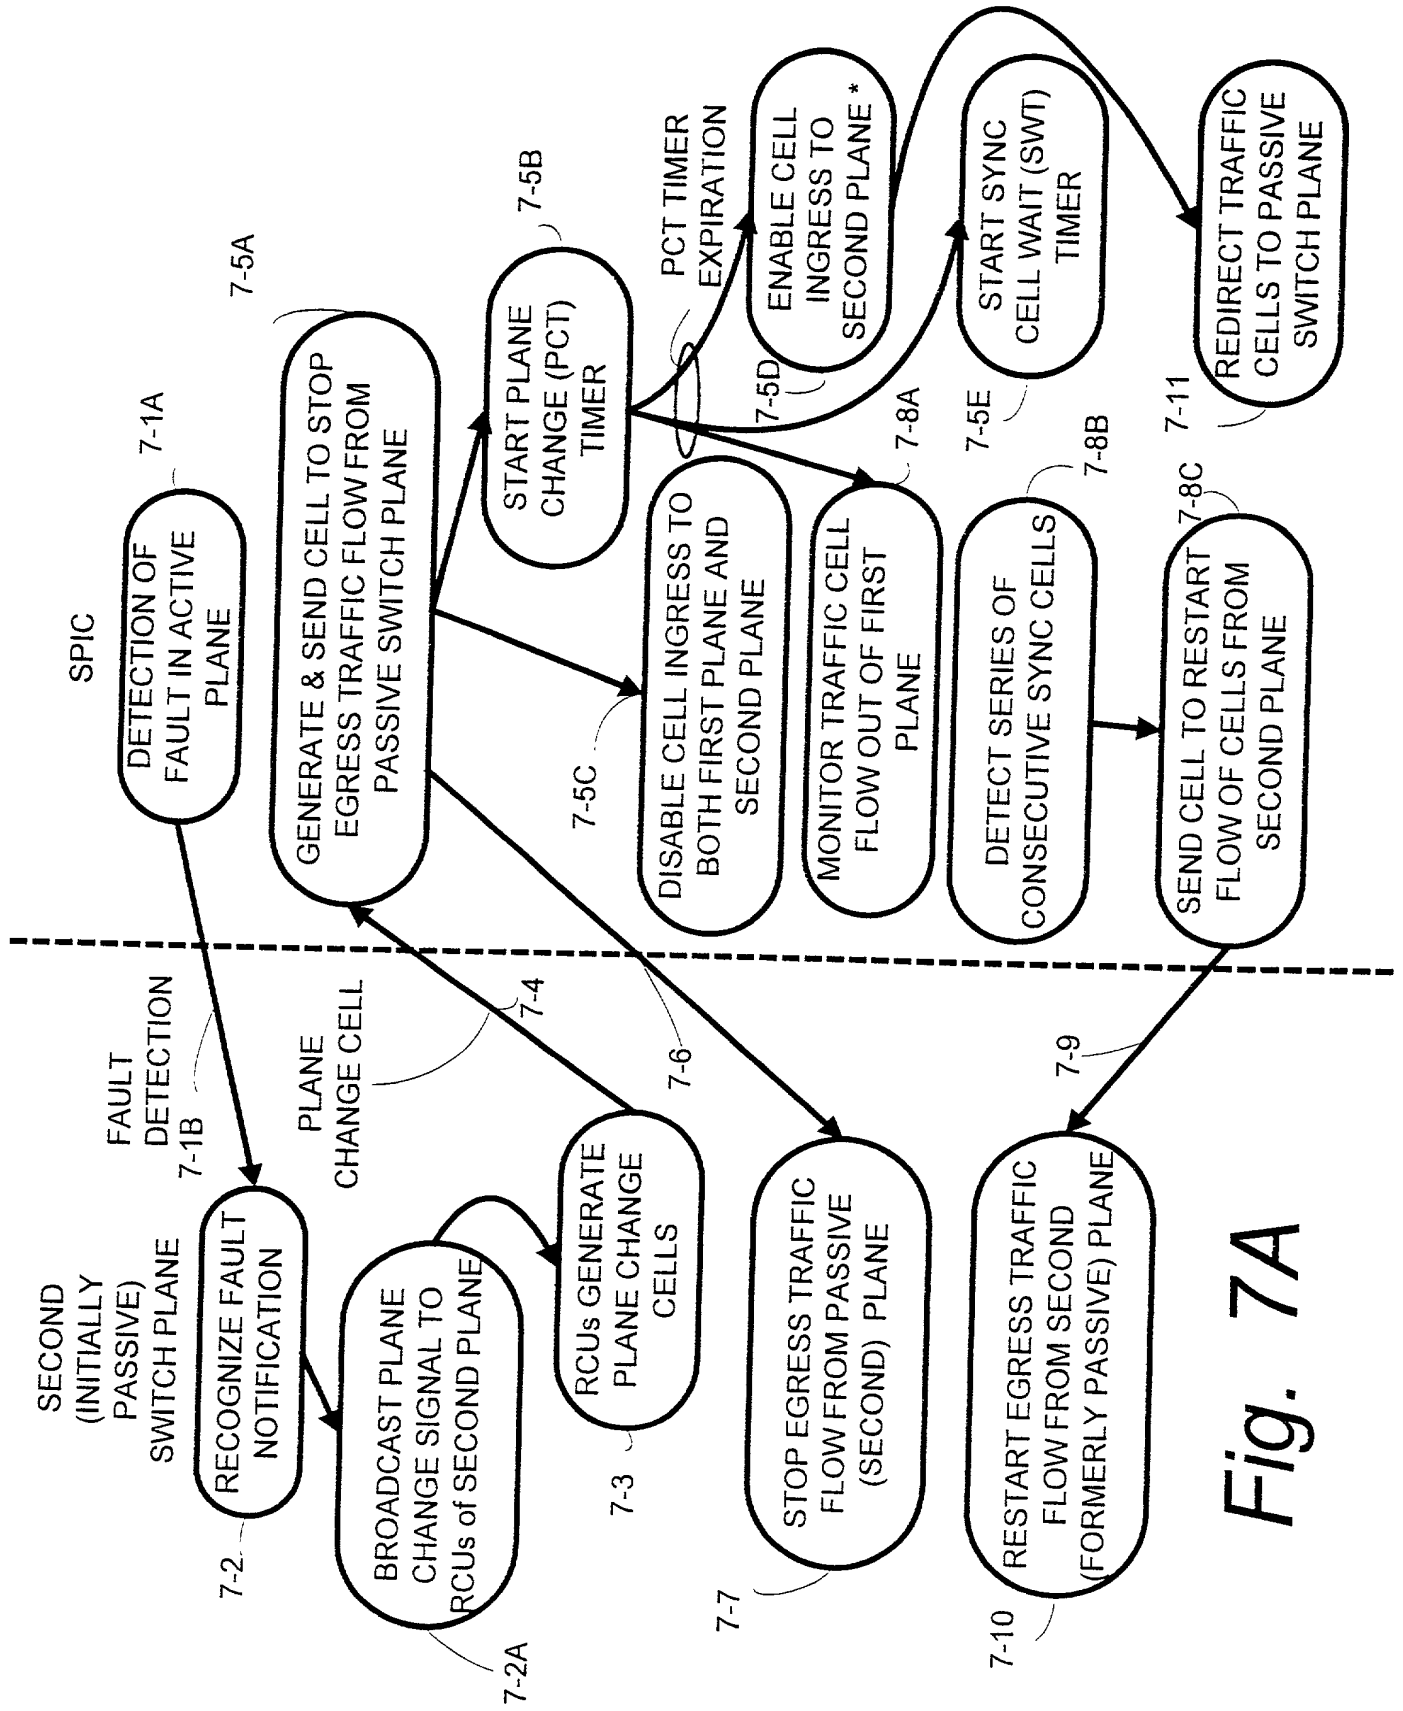 SECOND
(INITIALLY
PASSIVE)
SWITCH PLANE
SPIC
FAULT
DETECTION
7-1B
7-1A
DETECTION OF
FAULT IN ACTIVE
PLANE
7-2
RECOGNIZE FAULT
NOTIFICATION
PLANE
CHANGE CELL
7-4
7-5A
GENERATE & SEND CELL TO STOP
EGRESS TRAFFIC FLOW FROM
PASSIVE SWITCH PLANE
7-2A
BROADCAST PLANE
CHANGE SIGNAL TO
RCUs of SECOND PLANE
7-3
RCUs GENERATE
PLANE CHANGE
CELLS
7-5B
START PLANE
CHANGE (PCT)
TIMER
7-6
7-5C
DISABLE CELL INGRESS TO
BOTH FIRST PLANE AND
SECOND PLANE
PCT TIMER
EXPIRATION
7-5D
ENABLE CELL
INGRESS TO
SECOND PLANE *
7-7
STOP EGRESS TRAFFIC
FLOW FROM PASSIVE
(SECOND) PLANE
7-8A
MONITOR TRAFFIC CELL
FLOW OUT OF FIRST
PLANE
7-5E
START SYNC
CELL WAIT (SWT)
TIMER
7-8B
DETECT SERIES OF
CONSECUTIVE SYNC CELLS
7-9
7-10
RESTART EGRESS TRAFFIC
FLOW FROM SECOND
(FORMERLY PASSIVE) PLANE
7-8C
SEND CELL TO RESTART
FLOW OF CELLS FROM
SECOND PLANE
7-11
REDIRECT TRAFFIC
CELLS TO PASSIVE
SWITCH PLANE
Fig. 7A